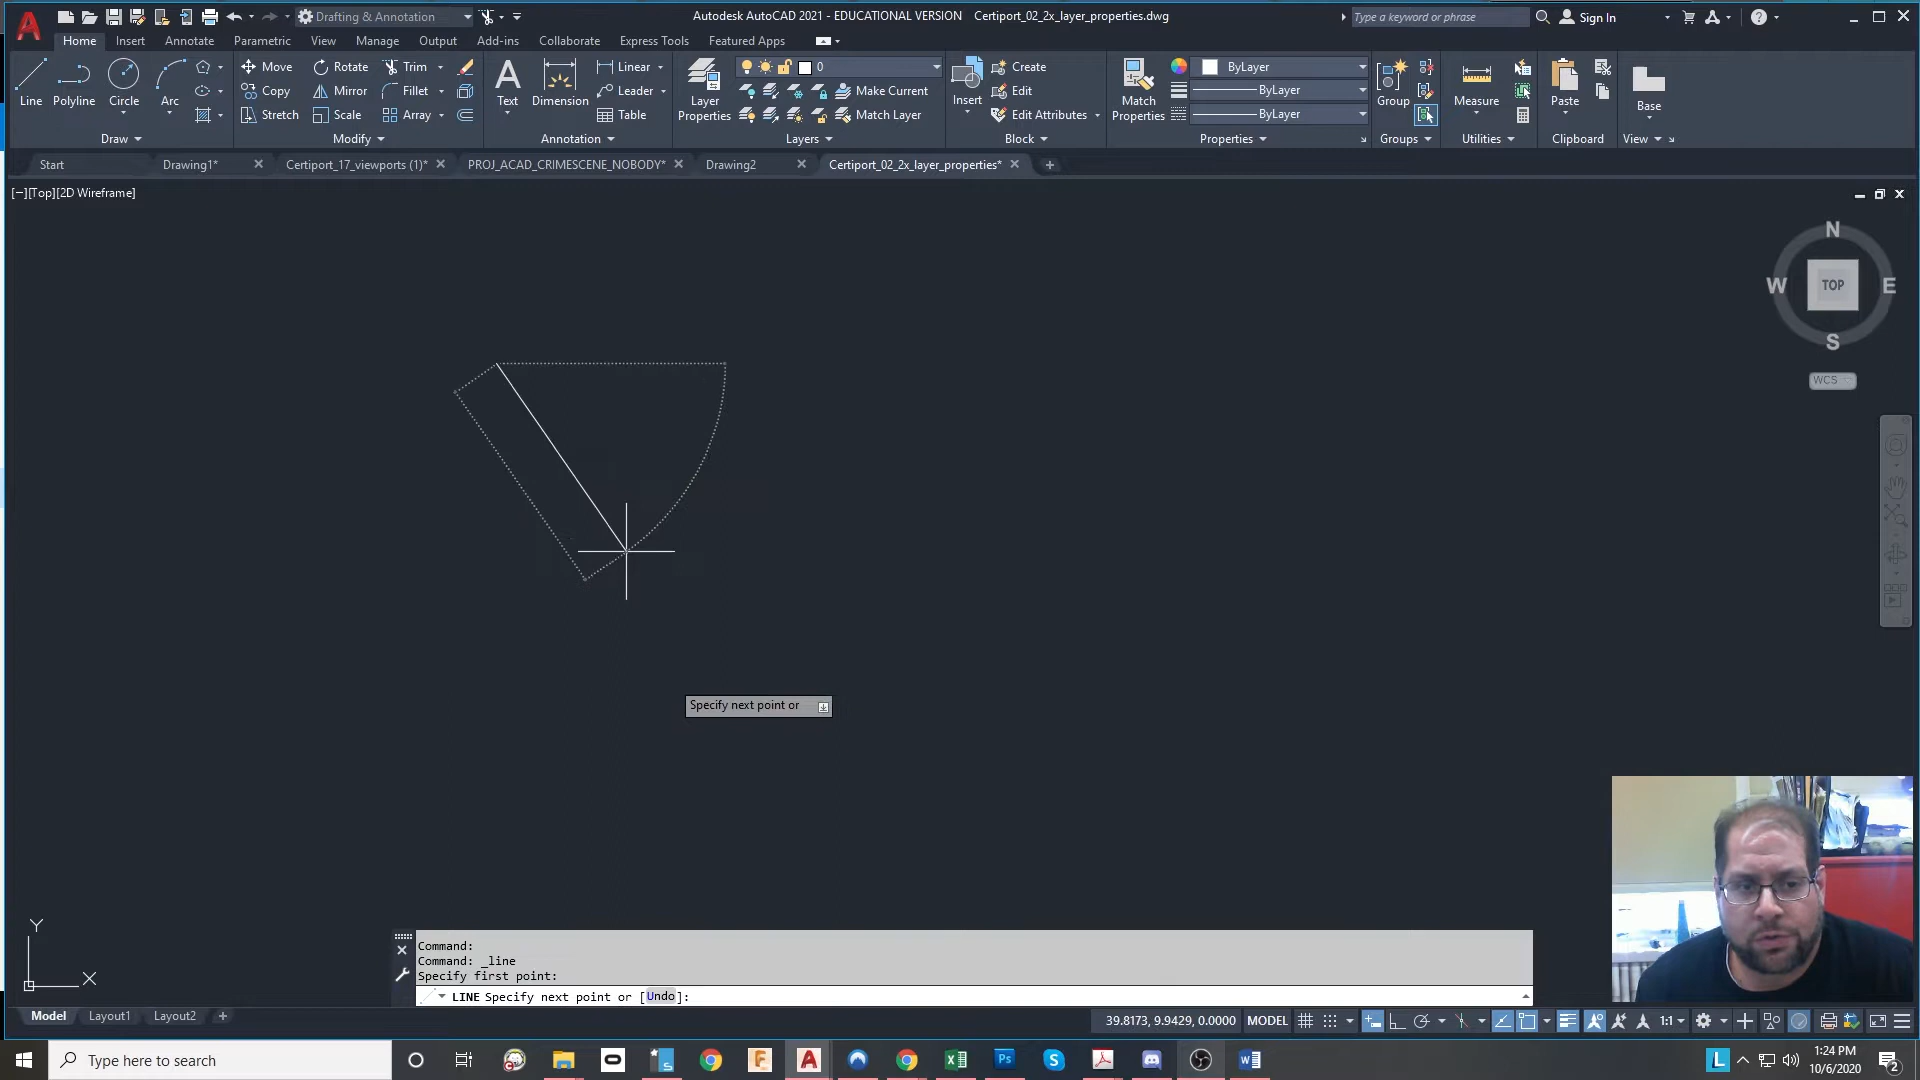 Drafting & Annotation
Autodesk AutoCAD 2021 - EDUCATIONAL VERSION Certiport_02_2x_layer_properties.dwg
Type a keyword or phrase
Sign In
Home Insert Annotate Parametric View Manage Output Add-ins Collaborate Express Tools Featured Apps
Line Polyline Circle Arc
Move Rotate Trim
Copy Mirror Fillet
Stretch Scale Array
Text Dimension
Linear
Leader
Table
Layer Properties
0
Make Current
Match Layer
Insert
Create
Edit
Edit Attributes
Match Properties
ByLayer
ByLayer
ByLayer
Group
Measure
Paste
Base
Draw Modify Annotation Layers Block Properties Groups Utilities Clipboard View
Start Drawing1* Certiport_17_viewports (1)* PROJ_ACAD_CRIMESCENE_NOBODY* Drawing2 Certiport_02_2x_layer_properties*
[−][Top][2D Wireframe]
N
W TOP E
S
WCS
Specify next point or
Y
X
Command:
Command: _line
Specify first point:
LINE Specify next point or [Undo]:
Model Layout1 Layout2
39.8173, 9.9429, 0.0000 MODEL 1:1
Type here to search
1:24 PM
10/6/2020
2